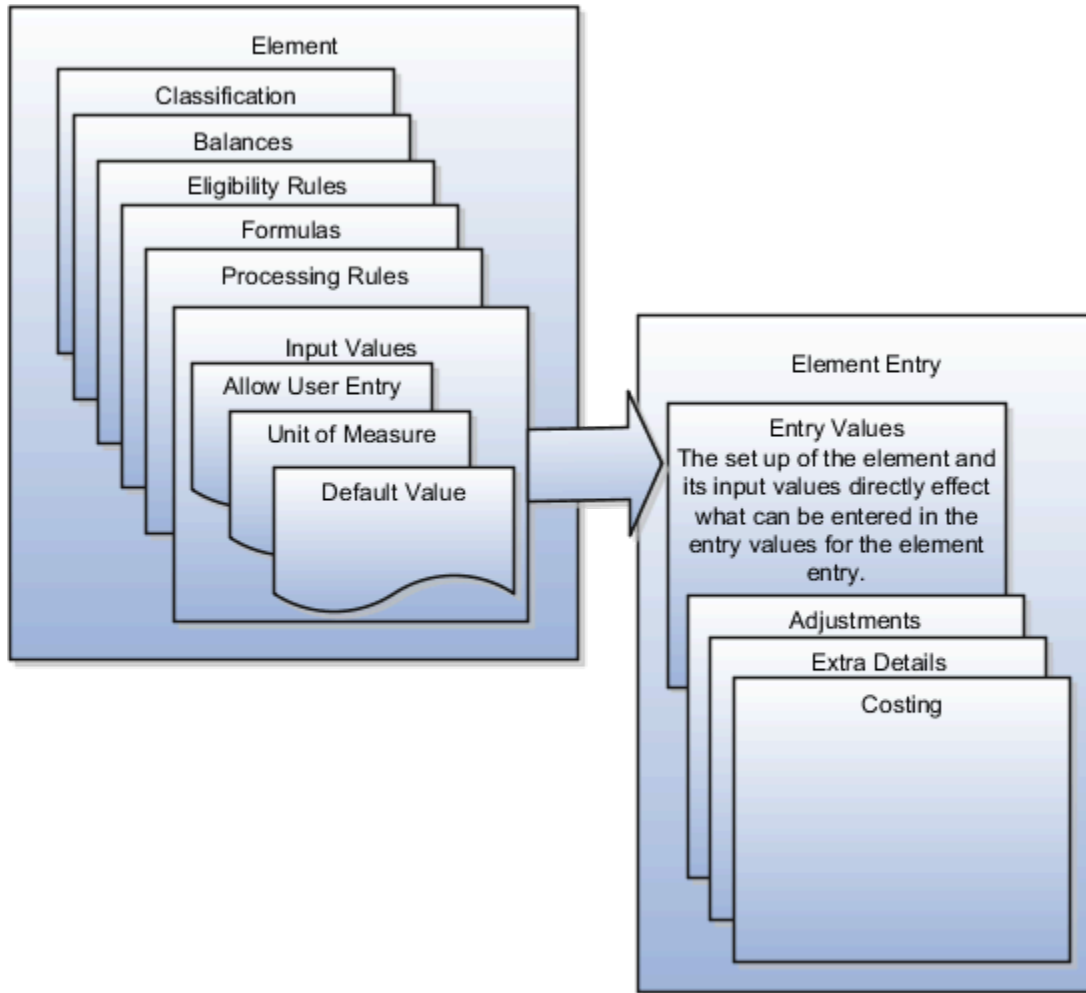 Element
Classification
Balances
Eligibility Rules
Formulas
Processing Rules
Input Values
Allow User Entry
Unit of Measure
Default Value
Element Entry
Entry Values
The set up of the element and
its input values directly effect
what can be entered in the
entry values for the element
entry.
Adjustments
Extra Details
Costing